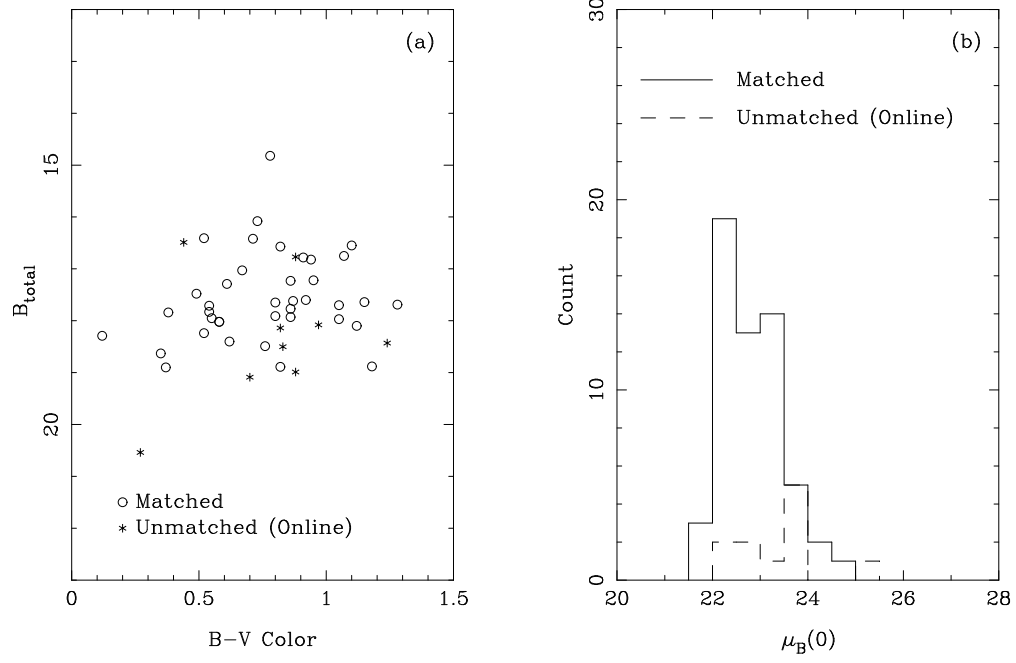 (a)
15
20
B_total
Matched
Unmatched (Online)
0 0.5 1 1.5
B−V Color
(b)
30
20
10
0
Count
Matched
Unmatched (Online)
20 22 24 26 28
μ_B(0)